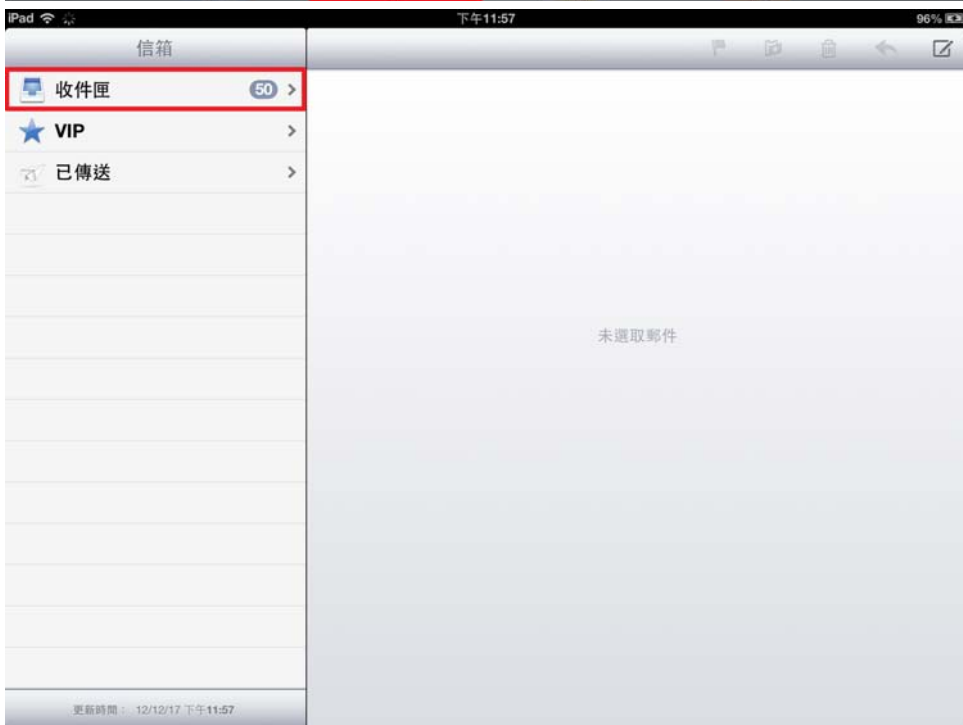 iPad 下午11:57 96%
信箱
收件匣 50
VIP
已傳送
未選取郵件
更新時間： 12/12/17 下午11:57